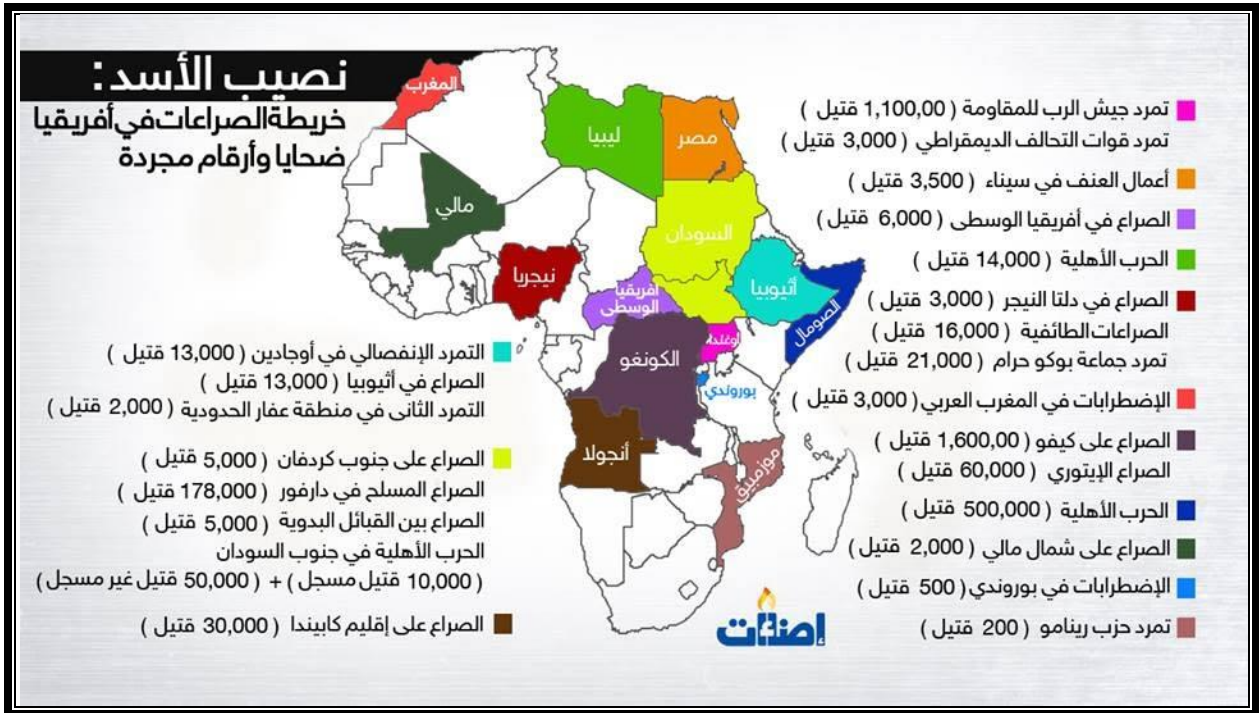 نصيب الأسد:
خريطة الصراعات في أفريقيا
ضحايا وأرقام مجردة
تمرد جيش الرب للمقاومة ( 1,100,00 قتيل )
تمرد قوات التحالف الديمقراطي ( 3,000 قتيل )
أعمال العنف في سيناء ( 3,500 قتيل )
الصراع في أفريقيا الوسطى ( 6,000 قتيل )
الحرب الأهلية ( 14,000 قتيل )
الصراع في دلتا النيجر ( 3,000 قتيل )
الصراعات الطائفية ( 16,000 قتيل )
تمرد جماعة بوكو حرام ( 21,000 قتيل )
الإضطرابات في المغرب العربي ( 3,000 قتيل )
الصراع على كيفو ( 1,600,00 قتيل )
الصراع الإيتوري ( 60,000 قتيل )
الحرب الأهلية ( 500,000 قتيل )
الصراع على شمال مالي ( 2,000 قتيل )
الإضطرابات في بوروندي ( 500 قتيل )
تمرد حزب رينامو ( 200 قتيل )
التمرد الإنفصالي في أوجادين ( 13,000 قتيل )
الصراع في أثيوبيا ( 13,000 قتيل )
التمرد الثانى في منطقة عفار الحدودية ( 2,000 قتيل )
الصراع على جنوب كردفان ( 5,000 قتيل )
الصراع المسلح في دارفور ( 178,000 قتيل )
الصراع بين القبائل البدوية ( 5,000 قتيل )
الحرب الأهلية في جنوب السودان
( 10,000 قتيل مسجل ) + ( 50,000 قتيل غير مسجل )
الصراع على إقليم كابيندا ( 30,000 قتيل )
المغرب
ليبيا
مصر
مالي
السودان
نيجريا
أفريقيا
الوسطى
أثيوبيا
الصومال
أوغندا
الكونغو
بوروندي
أنجولا
موزمبيق
إضاءات